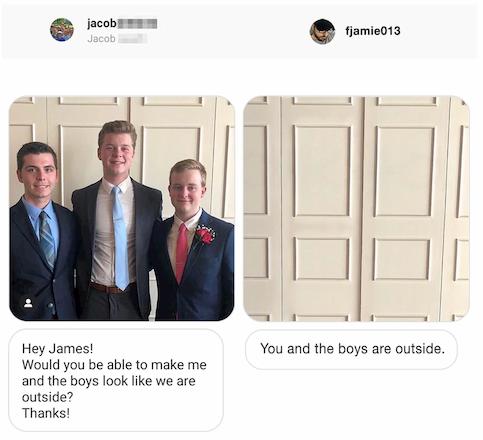 jacob
Jacob
fjamie013
Hey James!
Would you be able to make me
and the boys look like we are
outside?
Thanks!
You and the boys are outside.